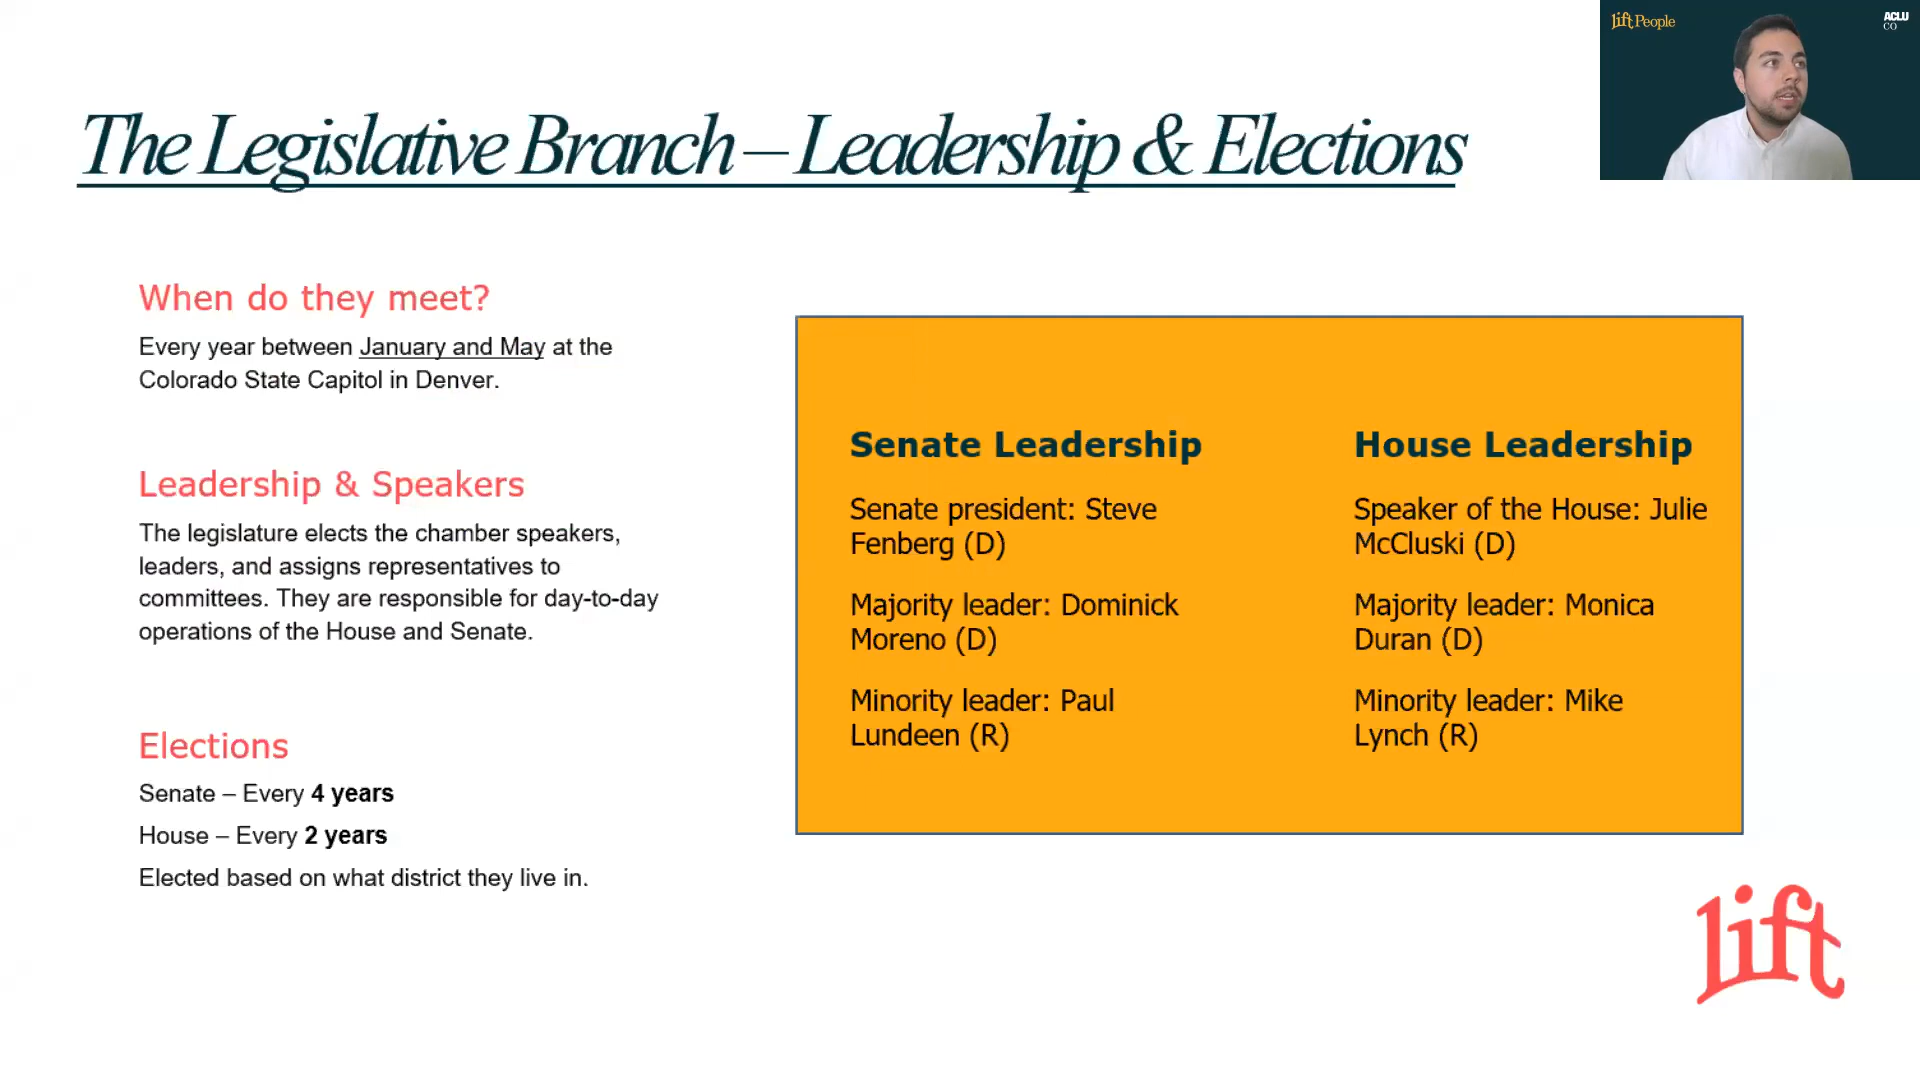 lift People
ACLU
CO
The Legislative Branch – Leadership & Elections
When do they meet?
Every year between January and May at the
Colorado State Capitol in Denver.
Leadership & Speakers
The legislature elects the chamber speakers,
leaders, and assigns representatives to
committees. They are responsible for day-to-day
operations of the House and Senate.
Elections
Senate – Every 4 years
House – Every 2 years
Elected based on what district they live in.
Senate Leadership
Senate president: Steve
Fenberg (D)
Majority leader: Dominick
Moreno (D)
Minority leader: Paul
Lundeen (R)
House Leadership
Speaker of the House: Julie
McCluski (D)
Majority leader: Monica
Duran (D)
Minority leader: Mike
Lynch (R)
lift